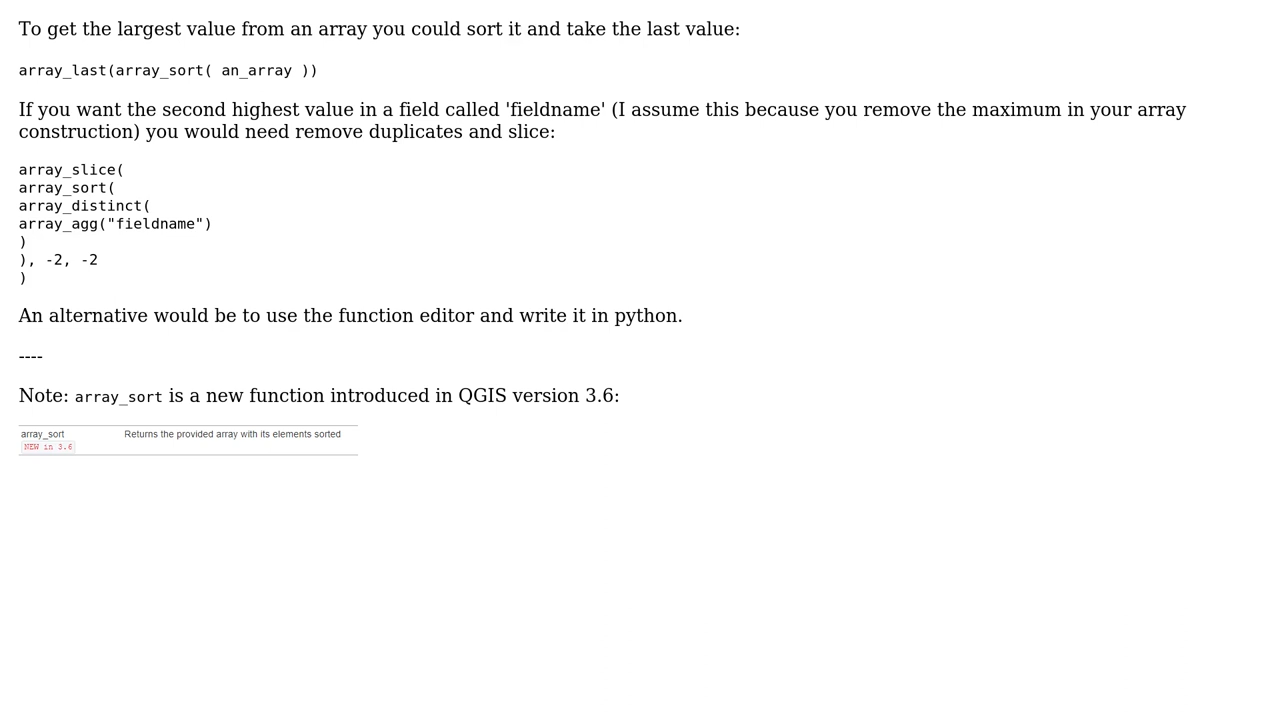 To get the largest value from an array you could sort it and take the last value:
array_last(array_sort( an_array ))
If you want the second highest value in a field called 'fieldname' (I assume this because you remove the maximum in your array
construction) you would need remove duplicates and slice:
array_slice(
array_sort(
array_distinct(
array_agg("fieldname")
)
), -2, -2
)
An alternative would be to use the function editor and write it in python.
----
Note: array_sort is a new function introduced in QGIS version 3.6:
array_sort Returns the provided array with its elements sorted
NEW in 3.6